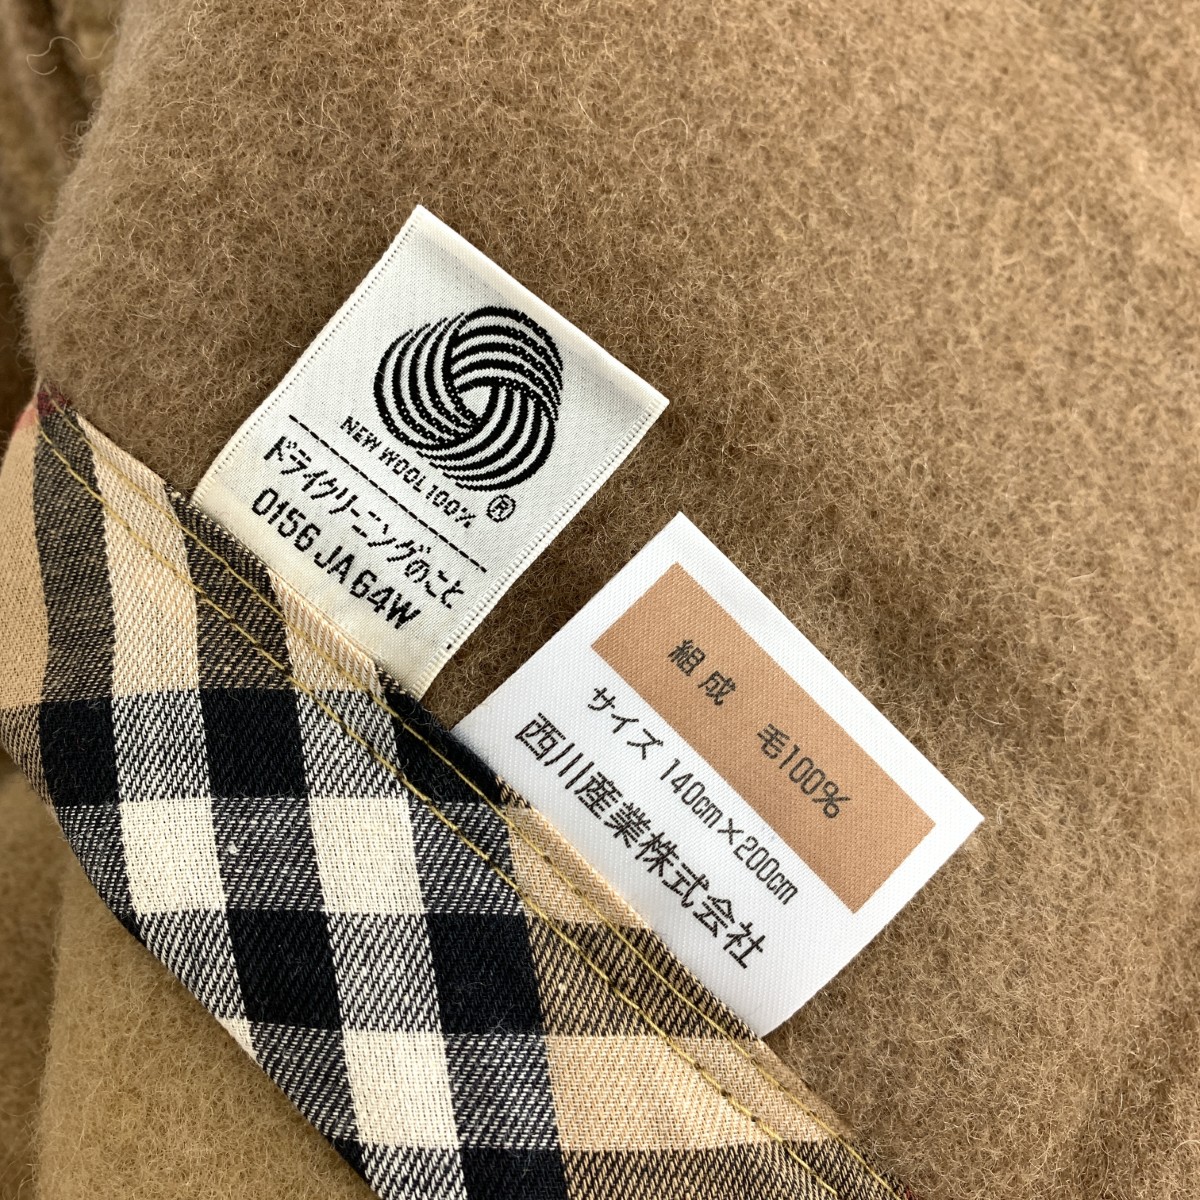 NEW WOOL 100%
®
ドライクリーニングのこと
0156 JA 64W
組成 毛100%
サイズ 140cm×200cm
西川産業株式会社